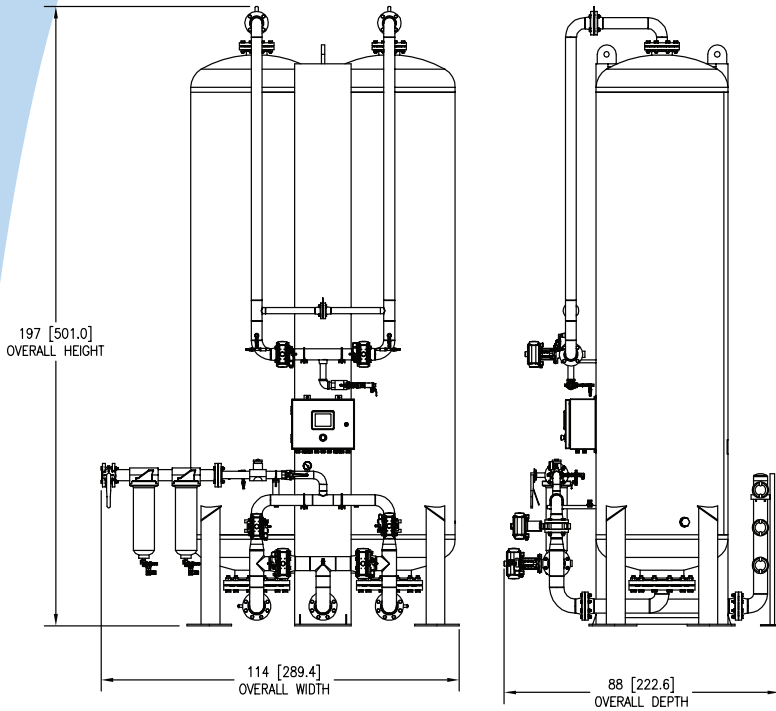 197 [501.0]
OVERALL HEIGHT
114 [289.4]
OVERALL WIDTH
88 [222.6]
OVERALL DEPTH